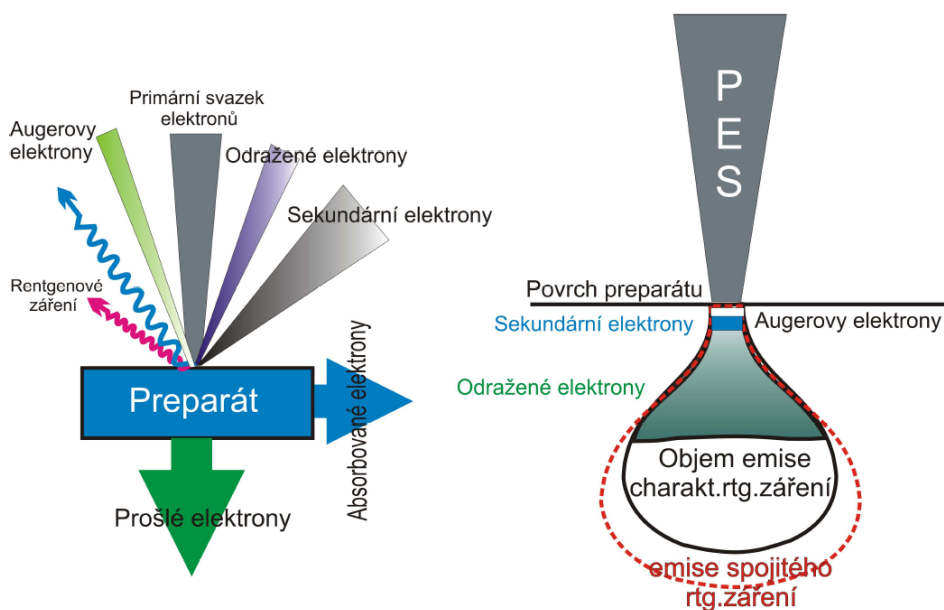 Primární svazek
elektronů
Augerovy
elektrony
Odražené elektrony
Sekundární elektrony
Rentgenové
záření
Preparát
Absorbované elektrony
Prošlé elektrony
P
E
S
Povrch preparátu
Sekundární elektrony
Augerovy elektrony
Odražené elektrony
Objem emise
charakt.rtg.záření
emise spojitého
rtg.záření